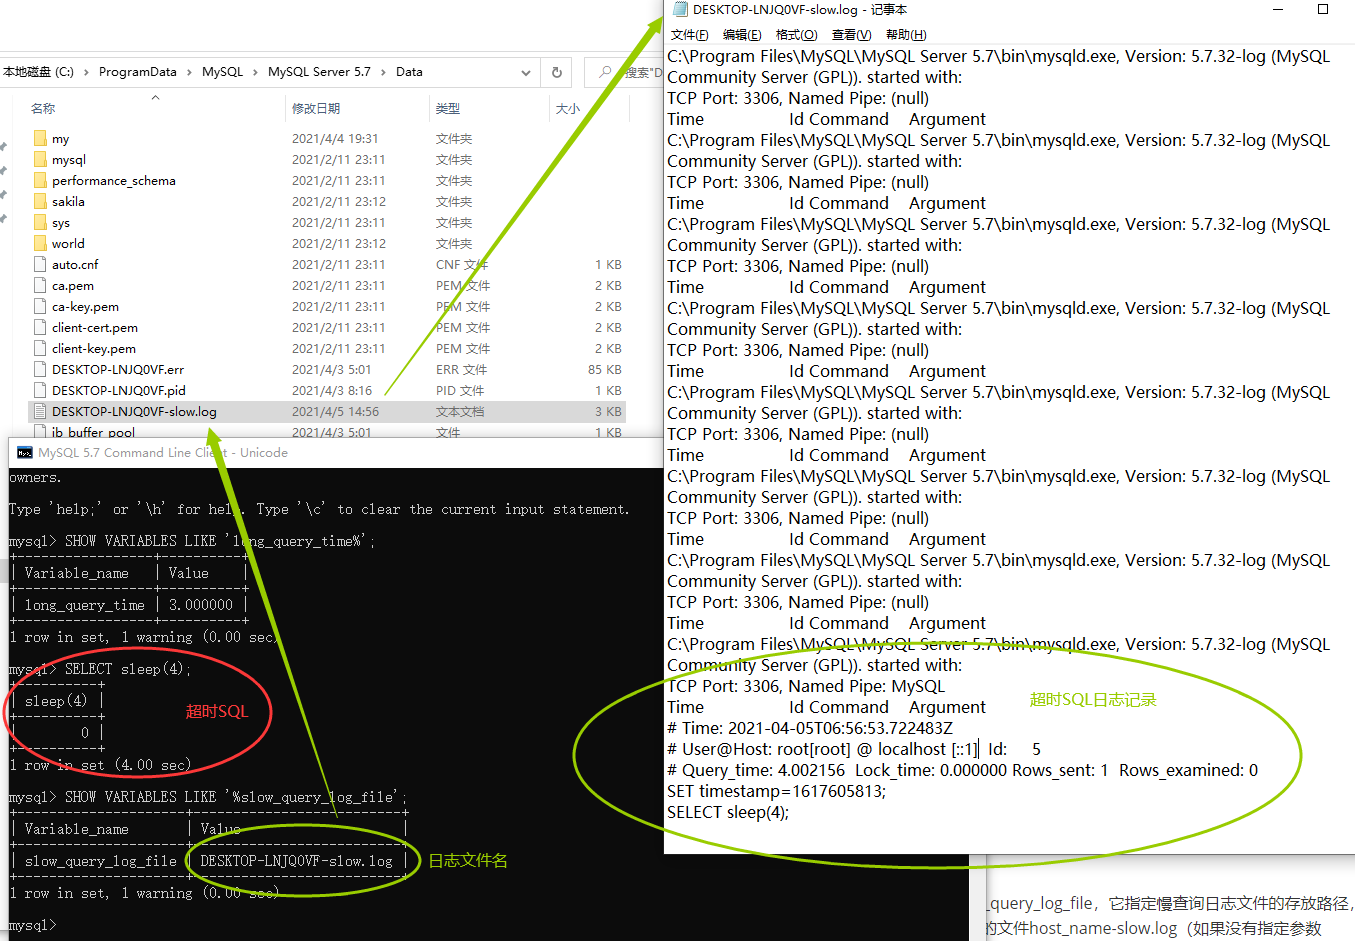 本地磁盘 (C:) › ProgramData › MySQL › MySQL Server 5.7 › Data
搜索"D
名称 修改日期 类型 大小
my 2021/4/4 19:31 文件夹
mysql 2021/2/11 23:11 文件夹
performance_schema 2021/2/11 23:11 文件夹
sakila 2021/2/11 23:12 文件夹
sys 2021/2/11 23:11 文件夹
world 2021/2/11 23:12 文件夹
auto.cnf 2021/2/11 23:11 CNF 文件 1 KB
ca.pem 2021/2/11 23:11 PEM 文件 2 KB
ca-key.pem 2021/2/11 23:11 PEM 文件 2 KB
client-cert.pem 2021/2/11 23:11 PEM 文件 2 KB
client-key.pem 2021/2/11 23:11 PEM 文件 2 KB
DESKTOP-LNJQ0VF.err 2021/4/3 5:01 ERR 文件 85 KB
DESKTOP-LNJQ0VF.pid 2021/4/3 8:16 PID 文件 1 KB
DESKTOP-LNJQ0VF-slow.log 2021/4/5 14:56 文本文档 3 KB
ib_buffer_pool 2021/4/3 5:01 文件 1 KB
MySQL 5.7 Command Line Client - Unicode
owners.
Type 'help;' or '\h' for help. Type '\c' to clear the current input statement.
mysql> SHOW VARIABLES LIKE 'long_query_time%';
+-----------------+----------+
| Variable_name | Value |
+-----------------+----------+
| long_query_time | 3.000000 |
+-----------------+----------+
1 row in set, 1 warning (0.00 sec)
mysql> SELECT sleep(4);
+----------+
| sleep(4) |
+----------+
| 0 |
+----------+
1 row in set (4.00 sec)
超时SQL
mysql> SHOW VARIABLES LIKE '%slow_query_log_file';
+---------------------+--------------------------+
| Variable_name | Value |
+---------------------+--------------------------+
| slow_query_log_file | DESKTOP-LNJQ0VF-slow.log |
+---------------------+--------------------------+
日志文件名
1 row in set, 1 warning (0.00 sec)
mysql>
DESKTOP-LNJQ0VF-slow.log - 记事本
文件(F) 编辑(E) 格式(O) 查看(V) 帮助(H)
C:\Program Files\MySQL\MySQL Server 5.7\bin\mysqld.exe, Version: 5.7.32-log (MySQL
Community Server (GPL)). started with:
TCP Port: 3306, Named Pipe: (null)
Time Id Command Argument
C:\Program Files\MySQL\MySQL Server 5.7\bin\mysqld.exe, Version: 5.7.32-log (MySQL
Community Server (GPL)). started with:
TCP Port: 3306, Named Pipe: (null)
Time Id Command Argument
C:\Program Files\MySQL\MySQL Server 5.7\bin\mysqld.exe, Version: 5.7.32-log (MySQL
Community Server (GPL)). started with:
TCP Port: 3306, Named Pipe: (null)
Time Id Command Argument
C:\Program Files\MySQL\MySQL Server 5.7\bin\mysqld.exe, Version: 5.7.32-log (MySQL
Community Server (GPL)). started with:
TCP Port: 3306, Named Pipe: (null)
Time Id Command Argument
C:\Program Files\MySQL\MySQL Server 5.7\bin\mysqld.exe, Version: 5.7.32-log (MySQL
Community Server (GPL)). started with:
TCP Port: 3306, Named Pipe: (null)
Time Id Command Argument
C:\Program Files\MySQL\MySQL Server 5.7\bin\mysqld.exe, Version: 5.7.32-log (MySQL
Community Server (GPL)). started with:
TCP Port: 3306, Named Pipe: (null)
Time Id Command Argument
C:\Program Files\MySQL\MySQL Server 5.7\bin\mysqld.exe, Version: 5.7.32-log (MySQL
Community Server (GPL)). started with:
TCP Port: 3306, Named Pipe: (null)
Time Id Command Argument
C:\Program Files\MySQL\MySQL Server 5.7\bin\mysqld.exe, Version: 5.7.32-log (MySQL
Community Server (GPL)). started with:
TCP Port: 3306, Named Pipe: MySQL
Time Id Command Argument
超时SQL日志记录
# Time: 2021-04-05T06:56:53.722483Z
# User@Host: root[root] @ localhost [::1] Id: 5
# Query_time: 4.002156 Lock_time: 0.000000 Rows_sent: 1 Rows_examined: 0
SET timestamp=1617605813;
SELECT sleep(4);
_query_log_file，它指定慢查询日志文件的存放路径，
的文件host_name-slow.log（如果没有指定参数